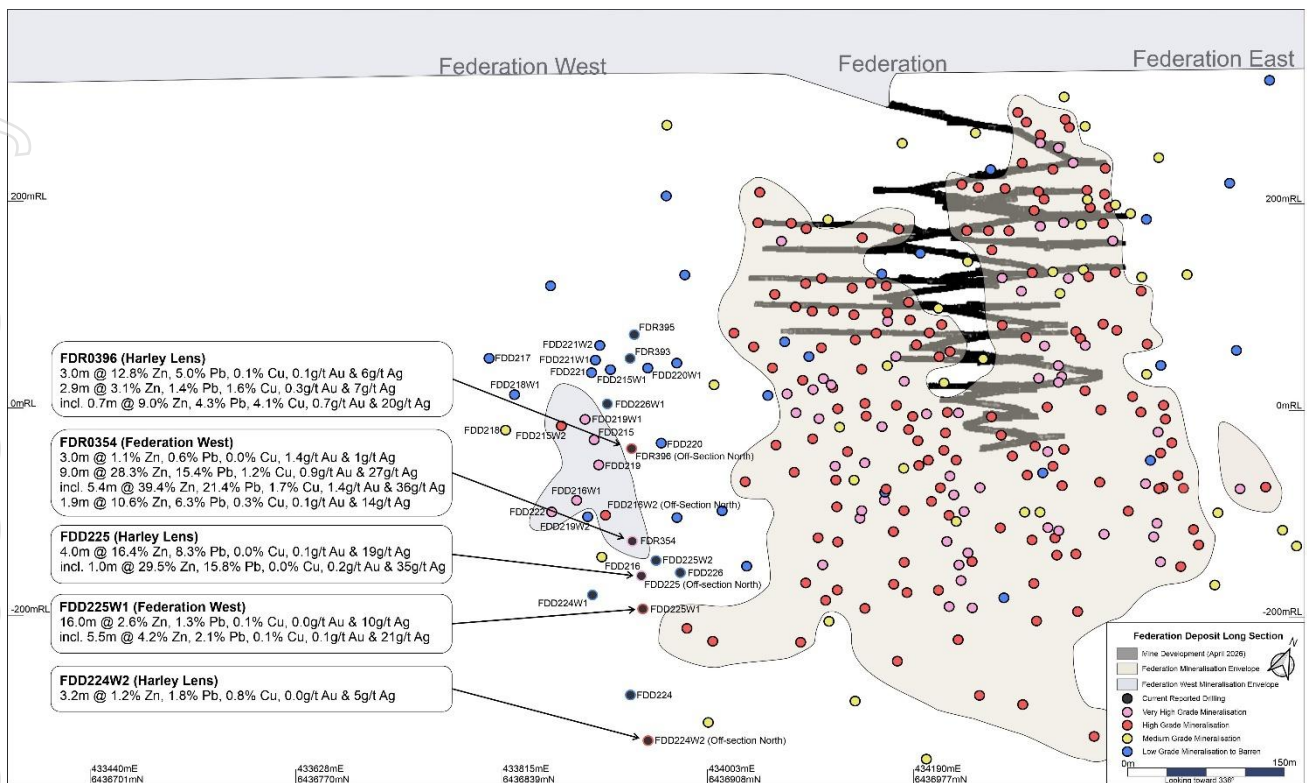 Federation West
Federation
Federation East
200mRL
200mRL
FDR395
FDD221W2
FDR393
FDD217
FDD221W1
FDD221
FDD215W1
FDD220W1
FDD218W1
0mRL
0mRL
FDD226W1
FDD219W1
FDD218
FDD215W2
FDD215
FDD220
FDR396 (Off-Section North)
FDD219
FDD216W1
FDD222
FDD216W2 (Off-Section North)
FDD219W2
FDR354
FDD216
FDD225W2
FDD226
FDD225 (Off-section North)
FDD224W1
FDD225W1
-200mRL
-200mRL
FDD224
FDD224W2 (Off-section North)
FDR0396 (Harley Lens)
3.0m @ 12.8% Zn, 5.0% Pb, 0.1% Cu, 0.1g/t Au & 6g/t Ag
2.9m @ 3.1% Zn, 1.4% Pb, 1.6% Cu, 0.3g/t Au & 7g/t Ag
incl. 0.7m @ 9.0% Zn, 4.3% Pb, 4.1% Cu, 0.7g/t Au & 20g/t Ag
FDR0354 (Federation West)
3.0m @ 1.1% Zn, 0.6% Pb, 0.0% Cu, 1.4g/t Au & 1g/t Ag
9.0m @ 28.3% Zn, 15.4% Pb, 1.2% Cu, 0.9g/t Au & 27g/t Ag
incl. 5.4m @ 39.4% Zn, 21.4% Pb, 1.7% Cu, 1.4g/t Au & 36g/t Ag
1.9m @ 10.6% Zn, 6.3% Pb, 0.3% Cu, 0.1g/t Au & 14g/t Ag
FDD225 (Harley Lens)
4.0m @ 16.4% Zn, 8.3% Pb, 0.0% Cu, 0.1g/t Au & 19g/t Ag
incl. 1.0m @ 29.5% Zn, 15.8% Pb, 0.0% Cu, 0.2g/t Au & 35g/t Ag
FDD225W1 (Federation West)
16.0m @ 2.6% Zn, 1.3% Pb, 0.1% Cu, 0.0g/t Au & 10g/t Ag
incl. 5.5m @ 4.2% Zn, 2.1% Pb, 0.1% Cu, 0.1g/t Au & 21g/t Ag
FDD224W2 (Harley Lens)
3.2m @ 1.2% Zn, 1.8% Pb, 0.8% Cu, 0.0g/t Au & 5g/t Ag
Federation Deposit Long Section
N
Mine Development (April 2026)
Federation Mineralisation Envelope
Federation West Mineralisation Envelope
Current Reported Drilling
Very High Grade Mineralisation
High Grade Mineralisation
Medium Grade Mineralisation
Low Grade Mineralisation to Barren
0m
150m
Looking toward 338°
433440mE
6436701mN
433628mE
6436770mN
433815mE
6436839mN
434003mE
6436908mN
434190mE
6436977mN